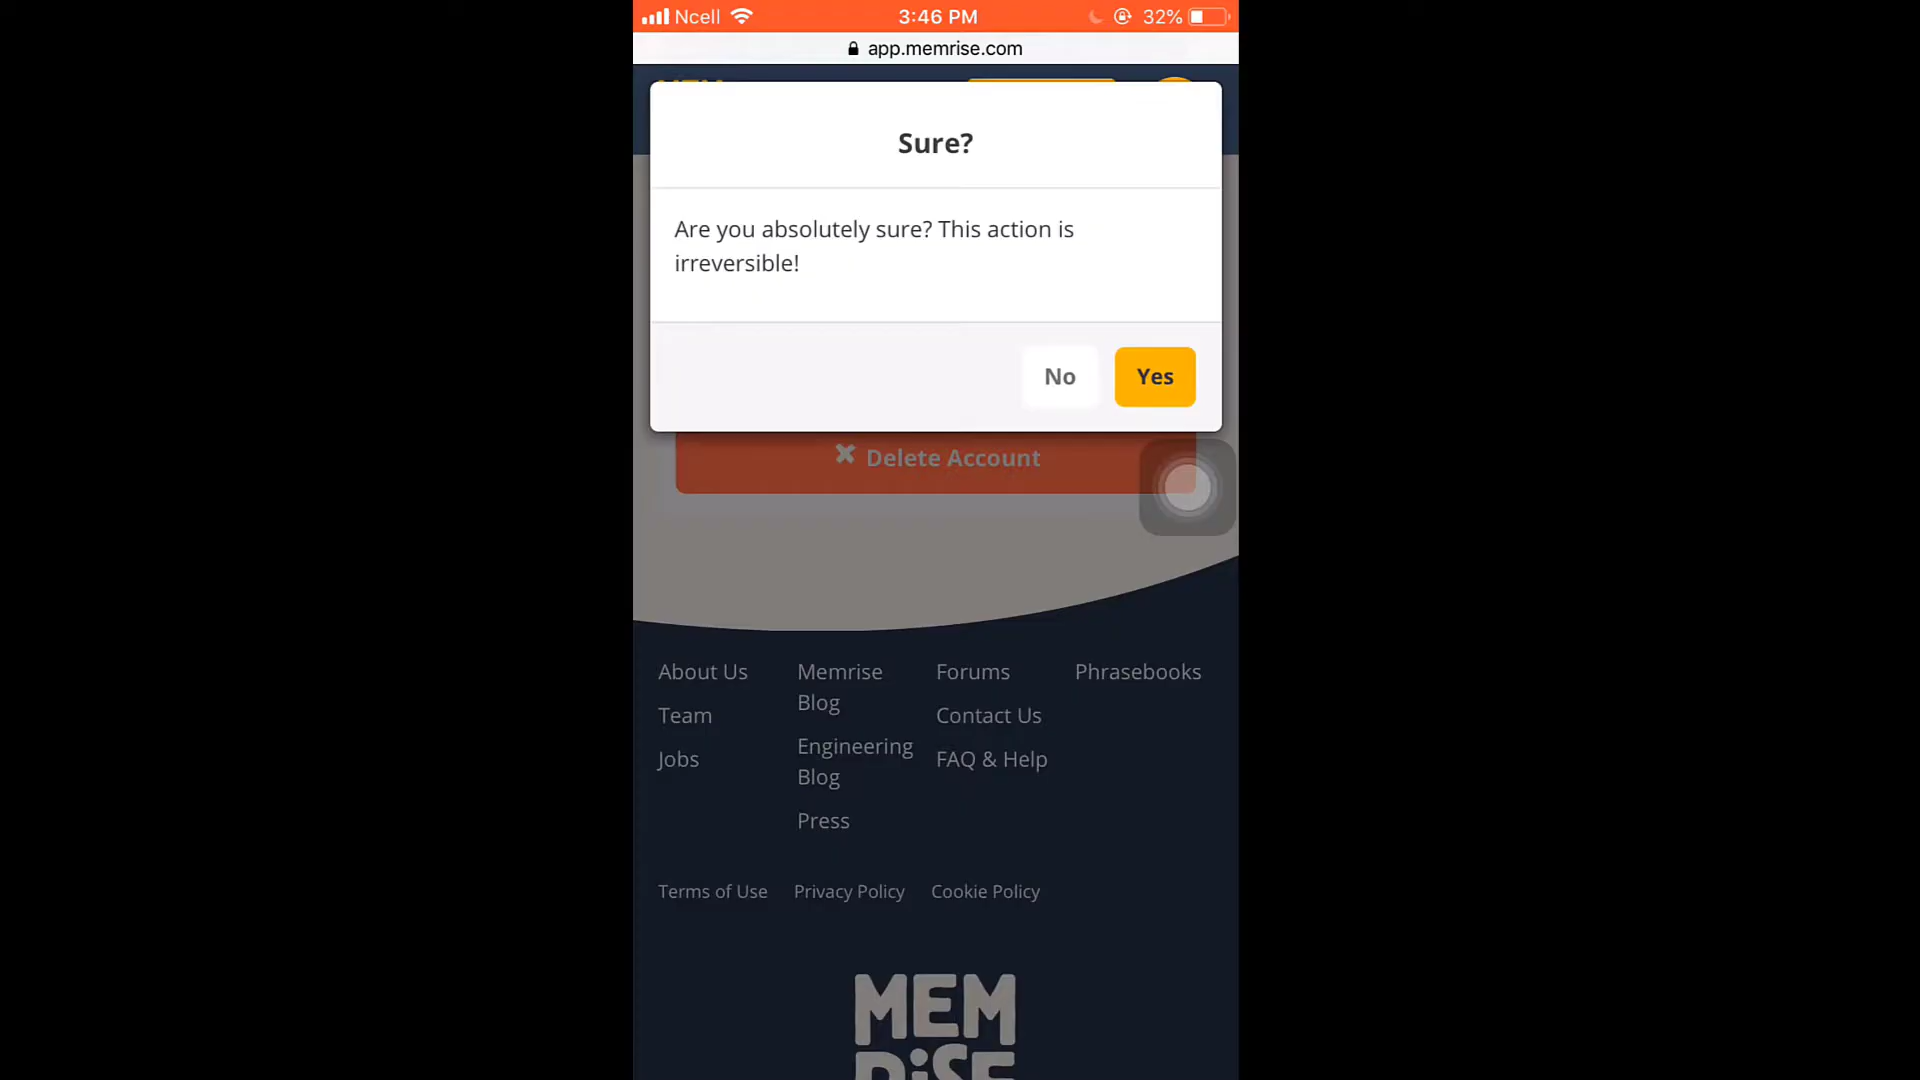 Ncell 3:46 PM 32%
app.memrise.com
Sure?
Are you absolutely sure? This action is
irreversible!
No Yes
Delete Account
About Us
Team
Jobs
Memrise
Blog
Engineering
Blog
Press
Forums
Contact Us
FAQ & Help
Phrasebooks
Terms of Use Privacy Policy Cookie Policy
MEM
RiSE